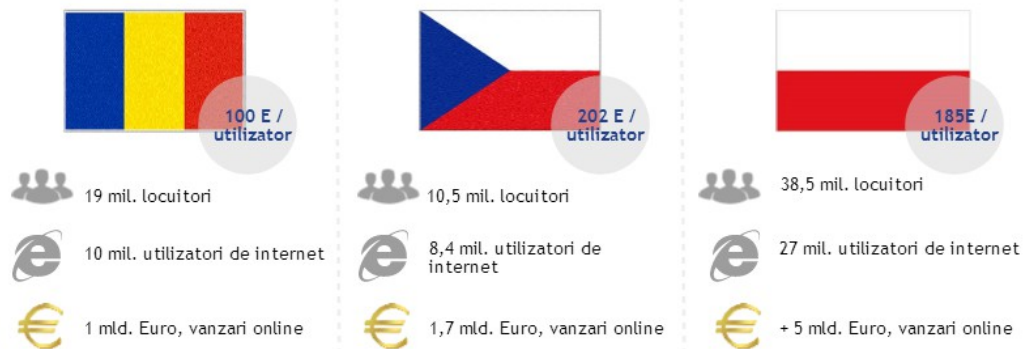 100 E /
utilizator
19 mil. locuitori
10 mil. utilizatori de internet
1 mld. Euro, vanzari online
202 E /
utilizator
10,5 mil. locuitori
8,4 mil. utilizatori de
internet
1,7 mld. Euro, vanzari online
185E /
utilizator
38,5 mil. locuitori
27 mil. utilizatori de internet
+ 5 mld. Euro, vanzari online